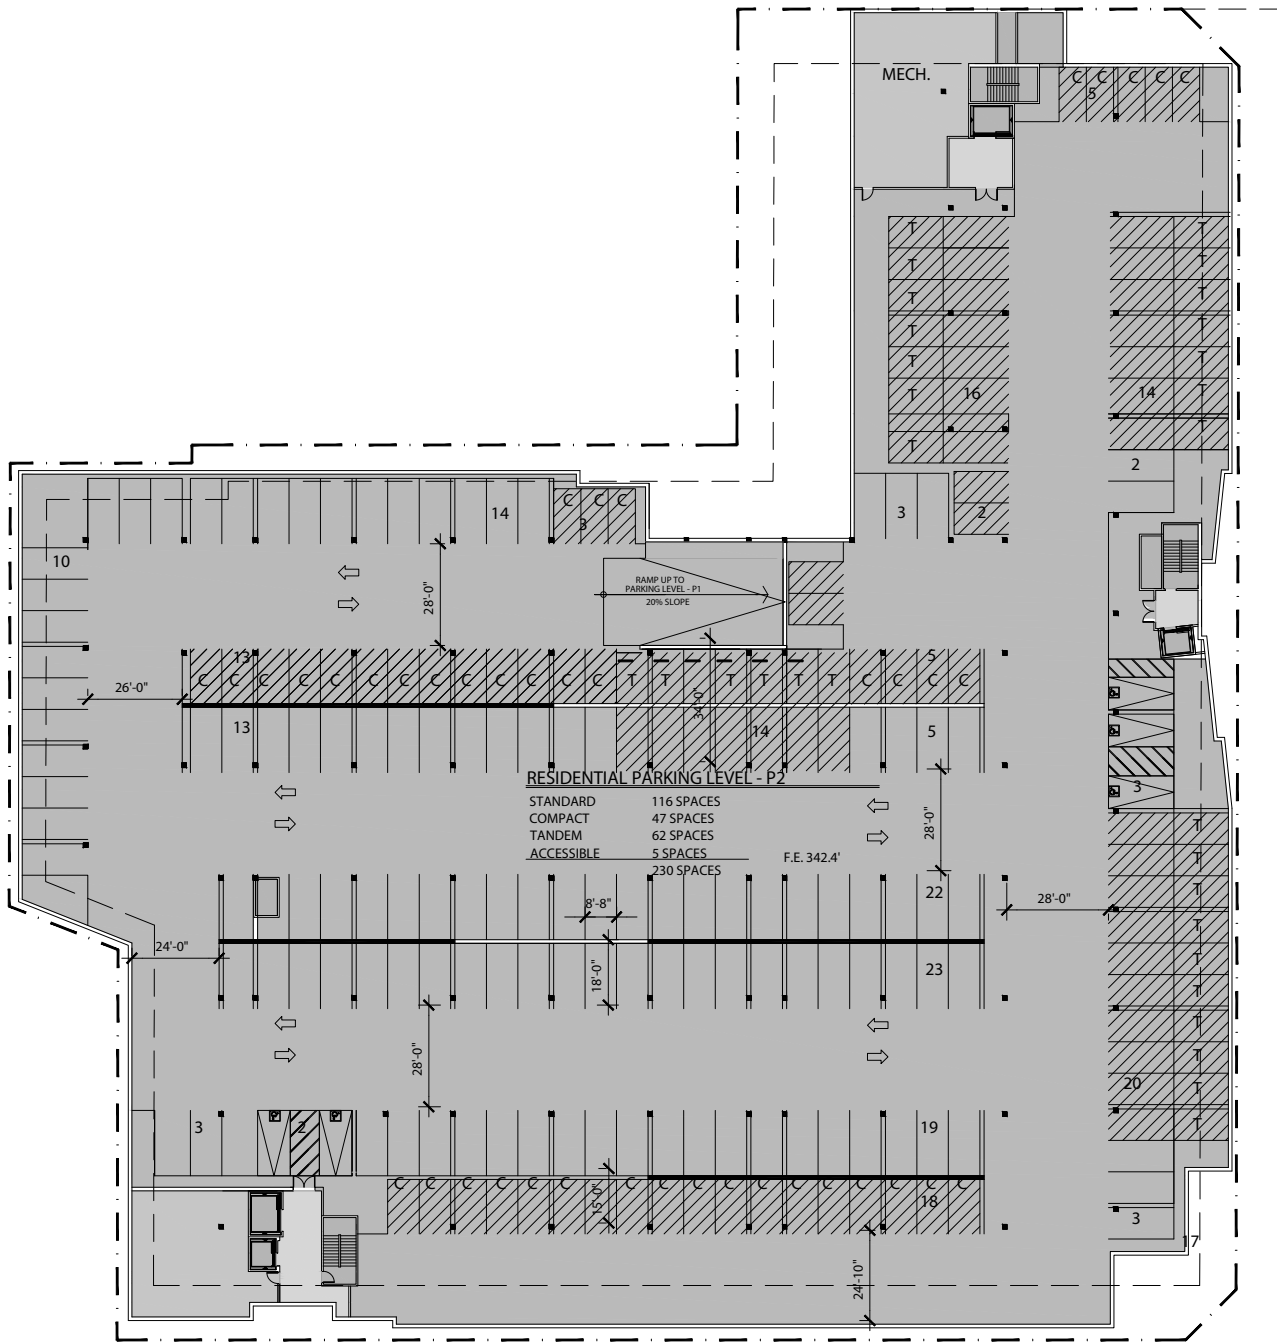 MECH.
C C C C C
5
T T
T T
T T
T T
T T
T T
16 14
T
2
3 2
14
C C C
3
10
RAMP UP TO
PARKING LEVEL - P1
20% SLOPE
28'-0"
13 5
C C C C C C C C C C C C C T T T T T T C C C C
26'-0"
34'-0"
13 14 5
RESIDENTIAL PARKING LEVEL - P2
STANDARD 116 SPACES
COMPACT 47 SPACES
TANDEM 62 SPACES
ACCESSIBLE 5 SPACES
230 SPACES
F.E. 342.4'
28'-0"
3
T
T
T
22
8'-8"
28'-0"
T
T
24'-0"
23
18'-0"
T
T
28'-0"
T
T
20
T
3 2 19
C C C C C C C C C C C C C C C C C
15'-0"
18
3
17
24'-10"